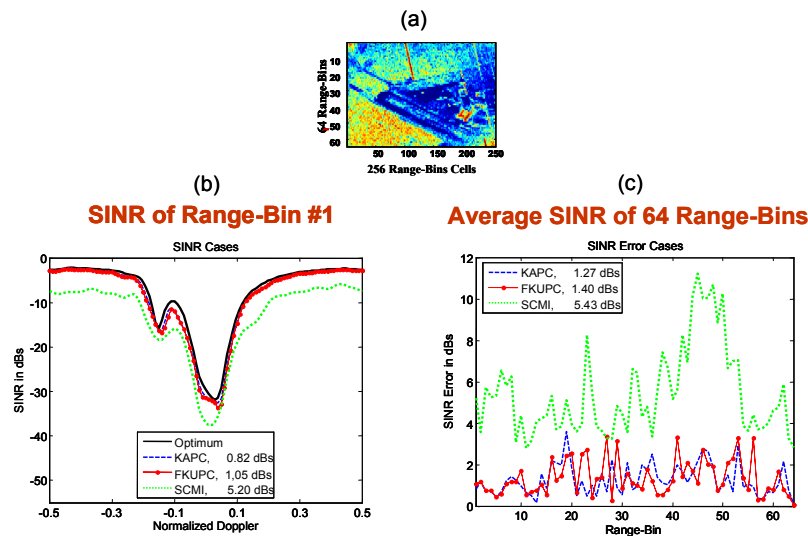 (a)
64 Range-Bins
10
20
30
40
50
60
50 100 150 200 250
256 Range-Bins Cells
(b)
SINR of Range-Bin #1
SINR Cases
SINR in dBs
0
-10
-20
-30
-40
-50
Optimum
KAPC, 0.82 dBs
FKUPC, 1,05 dBs
SCMI, 5.20 dBs
-0.5 -0.3 -0.1 0.1 0.3 0.5
Normalized Doppler
(c)
Average SINR of 64 Range-Bins
SINR Error Cases
SINR Error in dBs
12
10
8
6
4
2
0
KAPC, 1.27 dBs
FKUPC, 1.40 dBs
SCMI, 5.43 dBs
10 20 30 40 50 60
Range-Bin